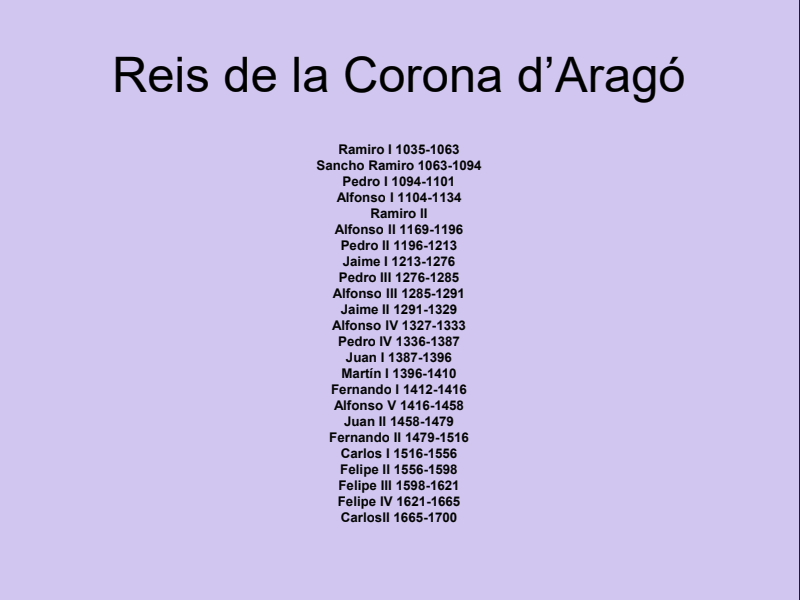 Reis de la Corona d’Aragó
Ramiro I 1035-1063
Sancho Ramiro 1063-1094
Pedro I 1094-1101
Alfonso I 1104-1134
Ramiro II
Alfonso II 1169-1196
Pedro II 1196-1213
Jaime I 1213-1276
Pedro III 1276-1285
Alfonso III 1285-1291
Jaime II 1291-1329
Alfonso IV 1327-1333
Pedro IV 1336-1387
Juan I 1387-1396
Martín I 1396-1410
Fernando I 1412-1416
Alfonso V 1416-1458
Juan II 1458-1479
Fernando II 1479-1516
Carlos I 1516-1556
Felipe II 1556-1598
Felipe III 1598-1621
Felipe IV 1621-1665
CarlosII 1665-1700